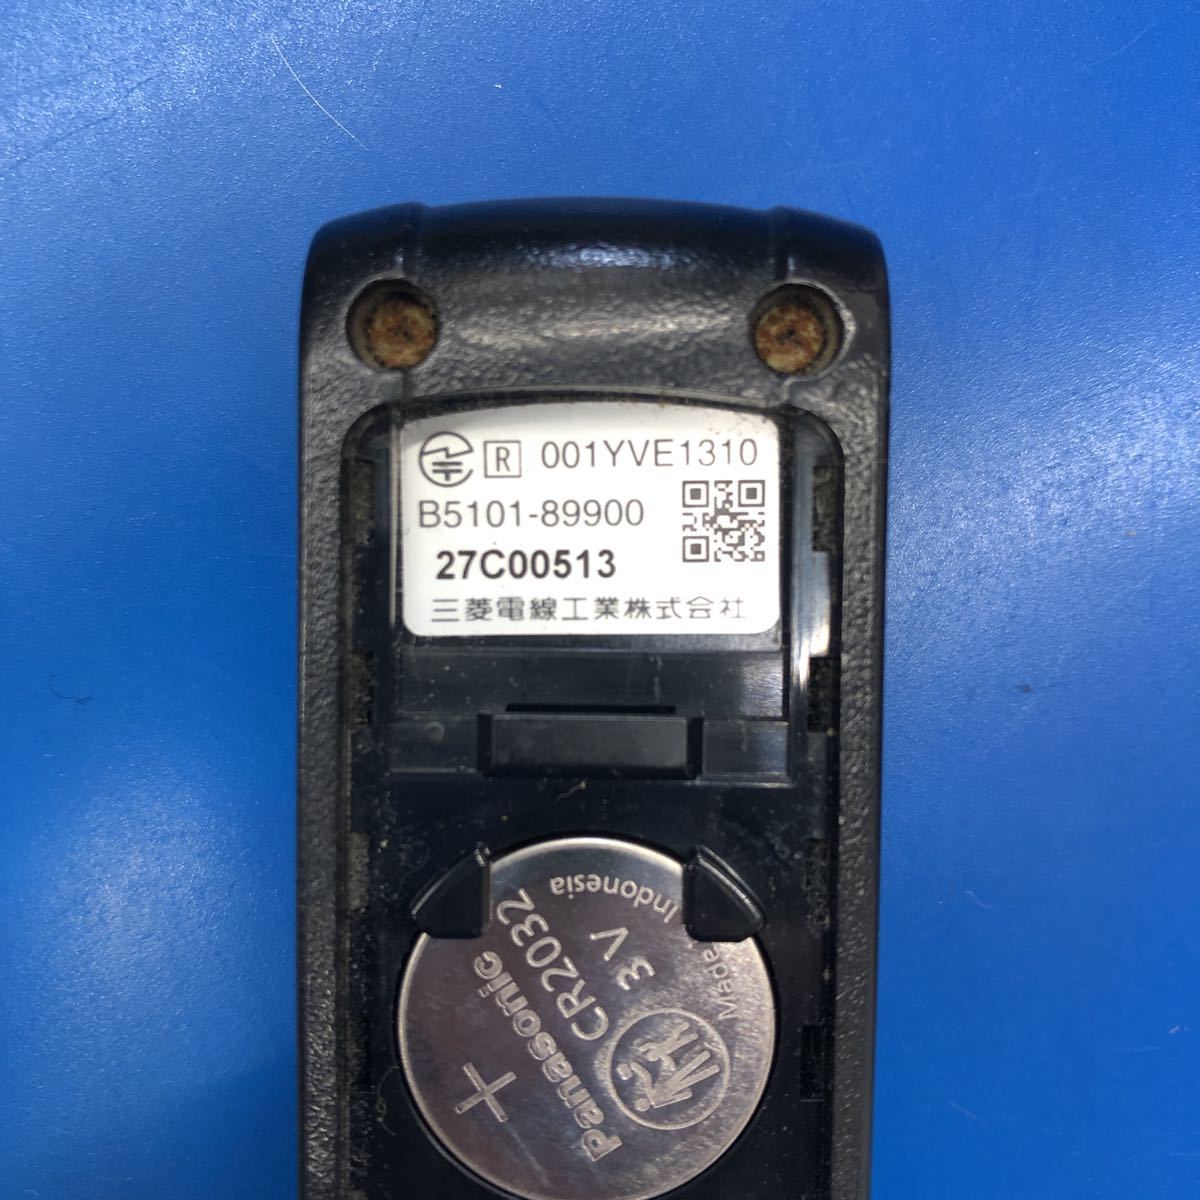 R 001YVE1310
B5101-89900
27C00513
三菱電線工業株式会社
Panasonic
CR2032
3V
Indonesia
Made
+